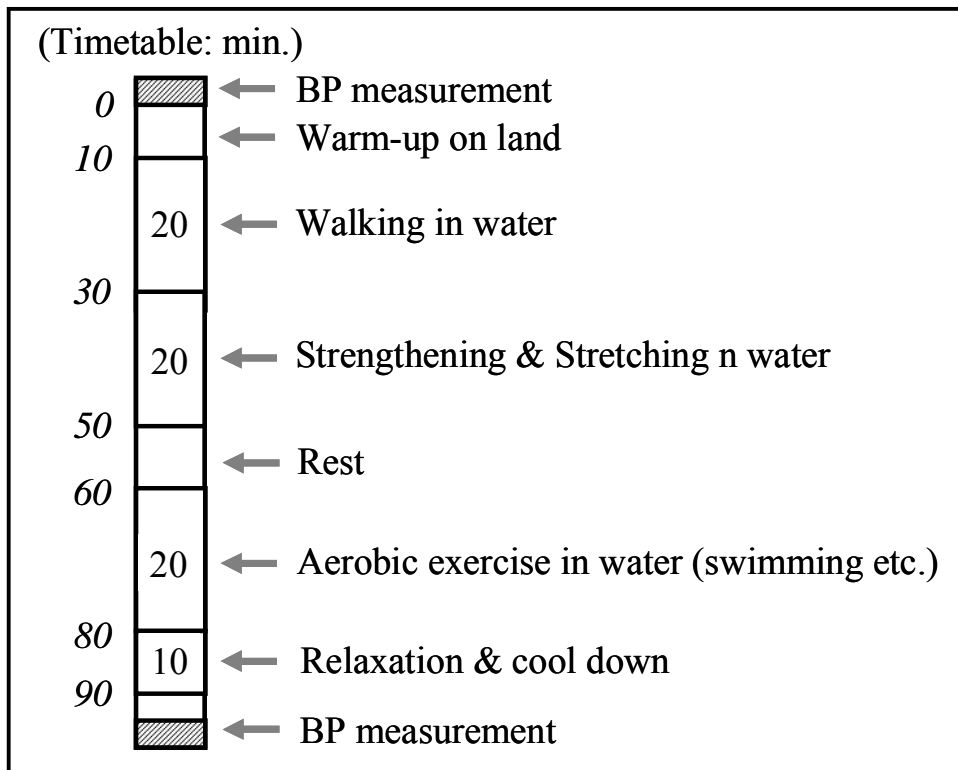 (Timetable: min.)
BP measurement
0
Warm-up on land
10
20 Walking in water
30
20 Strengthening & Stretching n water
50
Rest
60
20 Aerobic exercise in water (swimming etc.)
80
10 Relaxation & cool down
90
BP measurement